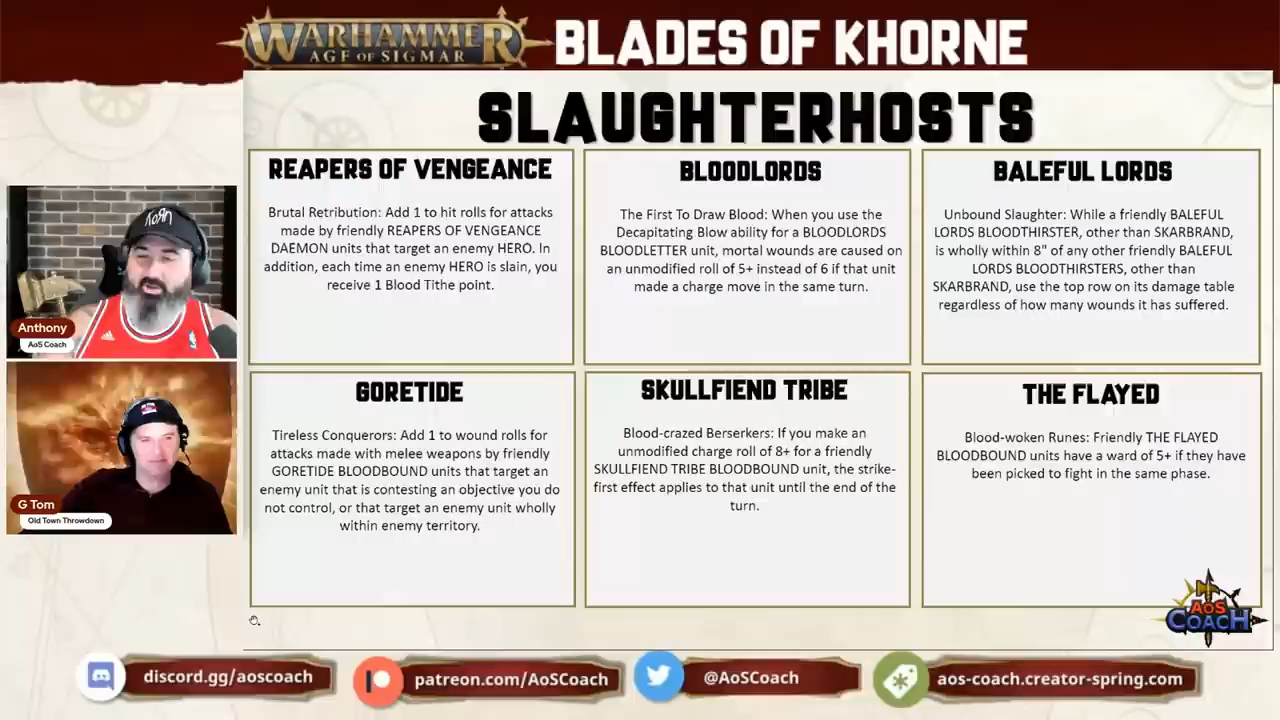 WARHAMMER
AGE OF SIGMAR
BLADES OF KHORNE
SLAUGHTERHOSTS
REAPERS OF VENGEANCE
Brutal Retribution: Add 1 to hit rolls for attacks
made by friendly REAPERS OF VENGEANCE
DAEMON units that target an enemy HERO. In
addition, each time an enemy HERO is slain, you
receive 1 Blood Tithe point.
BLOODLORDS
The First To Draw Blood: When you use the
Decapitating Blow ability for a BLOODLORDS
BLOODLETTER unit, mortal wounds are caused on
an unmodified roll of 5+ instead of 6 if that unit
made a charge move in the same turn.
BALEFUL LORDS
Unbound Slaughter: While a friendly BALEFUL
LORDS BLOODTHIRSTER, other than SKARBRAND,
is wholly within 8" of any other friendly BALEFUL
LORDS BLOODTHIRSTERS, other than
SKARBRAND, use the top row on its damage table
regardless of how many wounds it has suffered.
GORETIDE
Tireless Conquerors: Add 1 to wound rolls for
attacks made with melee weapons by friendly
GORETIDE BLOODBOUND units that target an
enemy unit that is contesting an objective you do
not control, or that target an enemy unit wholly
within enemy territory.
SKULLFIEND TRIBE
Blood-crazed Berserkers: If you make an
unmodified charge roll of 8+ for a friendly
SKULLFIEND TRIBE BLOODBOUND unit, the strike-
first effect applies to that unit until the end of the
turn.
THE FLAYED
Blood-woken Runes: Friendly THE FLAYED
BLOODBOUND units have a ward of 5+ if they have
been picked to fight in the same phase.
KoRn
Anthony
AoS Coach
G Tom
Old Town Throwdown
AoS
COACH
discord.gg/aoscoach
patreon.com/AoSCoach
@AoSCoach
aos-coach.creator-spring.com